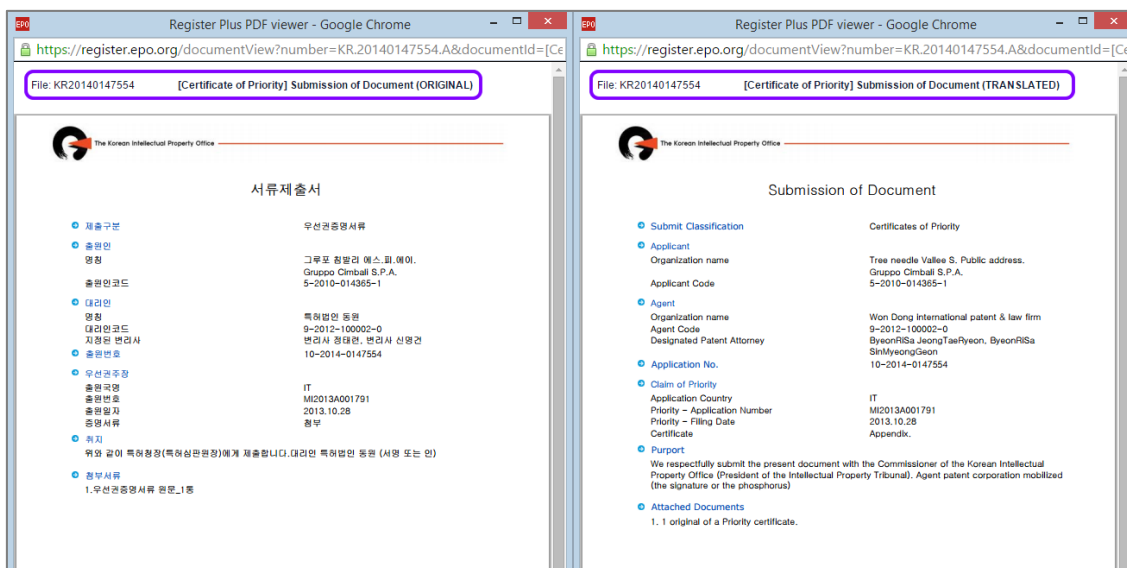 EPO
Register Plus PDF viewer - Google Chrome
https://register.epo.org/documentView?number=KR.20140147554.A&documentId=[Ce
File: KR20140147554 [Certificate of Priority] Submission of Document (ORIGINAL)
The Korean Intellectual Property Office
서류제출서
제출구분 우선권증명서류
출원인
명칭 그루포 침발리 에스.피.에이.
Gruppo Cimbali S.P.A.
출원인코드 5-2010-014365-1
대리인
명칭 특허법인 동원
대리인코드 9-2012-100002-0
지정된 변리사 변리사 정태련, 변리사 신명건
출원번호 10-2014-0147554
우선권주장
출원국명 IT
출원번호 MI2013A001791
출원일자 2013.10.28
증명서류 첨부
취지
위와 같이 특허청장(특허심판원장)에게 제출합니다.대리인 특허법인 동원 (서명 또는 인)
첨부서류
1.우선권증명서류 원문_1통
EPO
Register Plus PDF viewer - Google Chrome
https://register.epo.org/documentView?number=KR.20140147554.A&documentId=[Ce
File: KR20140147554 [Certificate of Priority] Submission of Document (TRANSLATED)
The Korean Intellectual Property Office
Submission of Document
Submit Classification Certificates of Priority
Applicant
Organization name Tree needle Vallee S. Public address.
Gruppo Cimbali S.P.A.
Applicant Code 5-2010-014365-1
Agent
Organization name Won Dong international patent & law firm
Agent Code 9-2012-100002-0
Designated Patent Attorney ByeonRISa JeongTaeRyeon, ByeonRISa
SinMyeongGeon
Application No. 10-2014-0147554
Claim of Priority
Application Country IT
Priority - Application Number MI2013A001791
Priority - Filing Date 2013.10.28
Certificate Appendix.
Purport
We respectfully submit the present document with the Commissioner of the Korean Intellectual
Property Office (President of the Intellectual Property Tribunal). Agent patent corporation mobilized
(the signature or the phosphorus)
Attached Documents
1. 1 original of a Priority certificate.